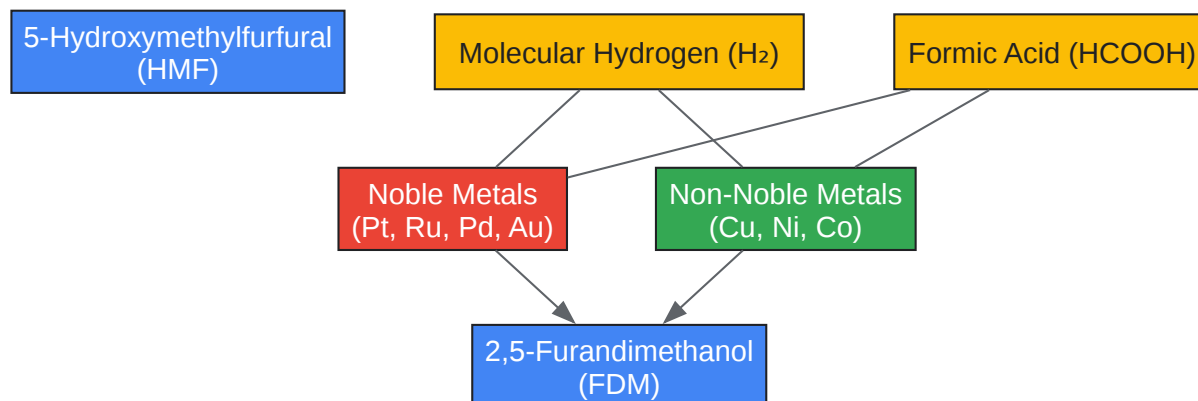 5-Hydroxymethylfurfural
(HMF)
Molecular Hydrogen (H₂)
Formic Acid (HCOOH)
Noble Metals
(Pt, Ru, Pd, Au)
Non-Noble Metals
(Cu, Ni, Co)
2,5-Furandimethanol
(FDM)